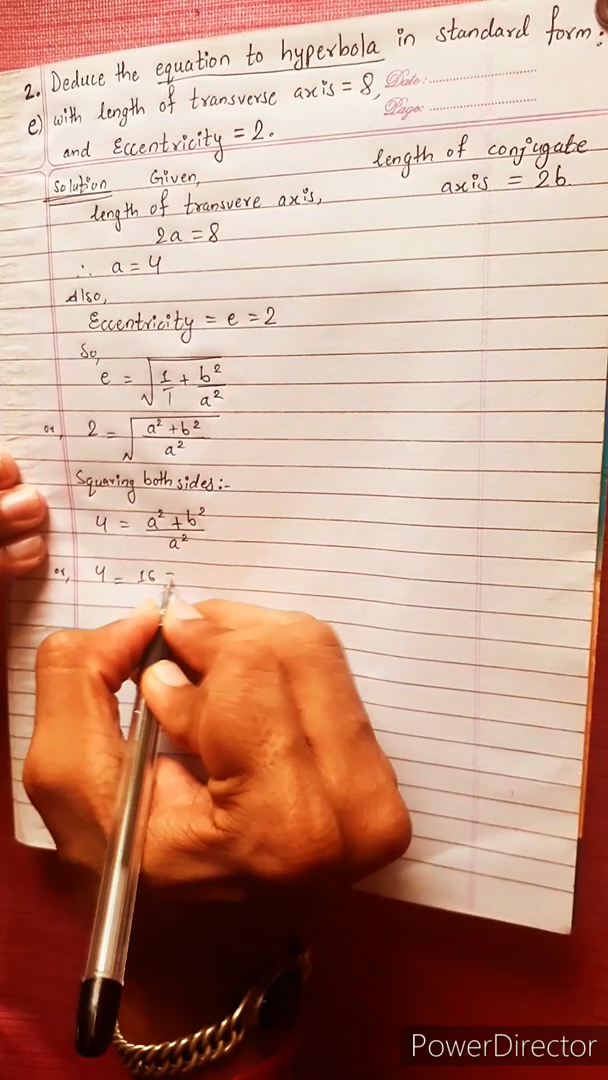 2. Deduce the equation to hyperbola in standard form:
e) with length of transverse axis = 8,
and Eccentricity = 2.
Date:
Page:
Solution Given,
length of transvere axis,
2a = 8
∴ a = 4
Also,
Eccentricity = e = 2
So,
e = √(1/1 + b²/a²)
or, 2 = √((a² + b²)/a²)
Squaring both sides:-
4 = (a² + b²)/a²
or, 4 = 16
length of conjugate
axis = 2b.
PowerDirector